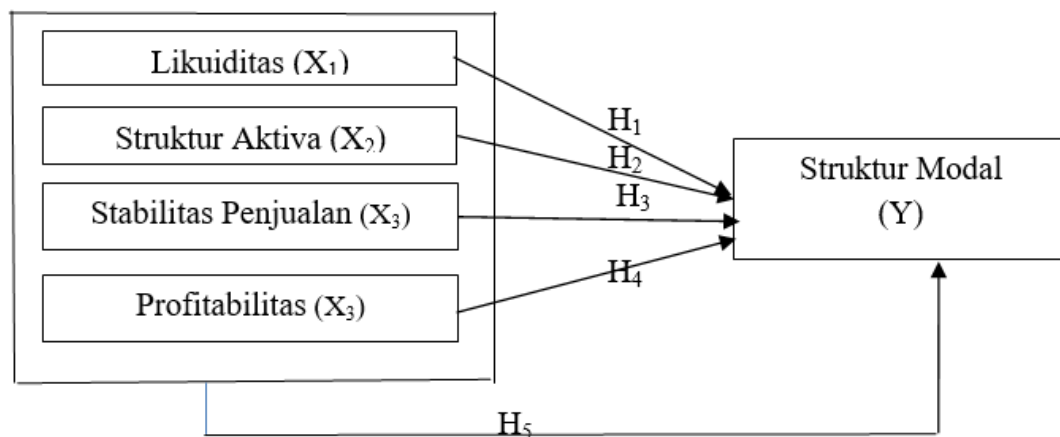 Likuiditas (X₁)
Struktur Aktiva (X₂)
Stabilitas Penjualan (X₃)
Profitabilitas (X₃)
H₁
H₂
H₃
H₄
Struktur Modal
(Y)
H₅